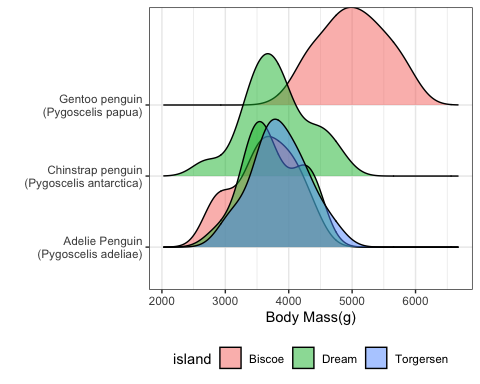 Gentoo penguin
(Pygoscelis papua)
Chinstrap penguin
(Pygoscelis antarctica)
Adelie Penguin
(Pygoscelis adeliae)
2000 3000 4000 5000 6000
Body Mass(g)
island Biscoe Dream Torgersen